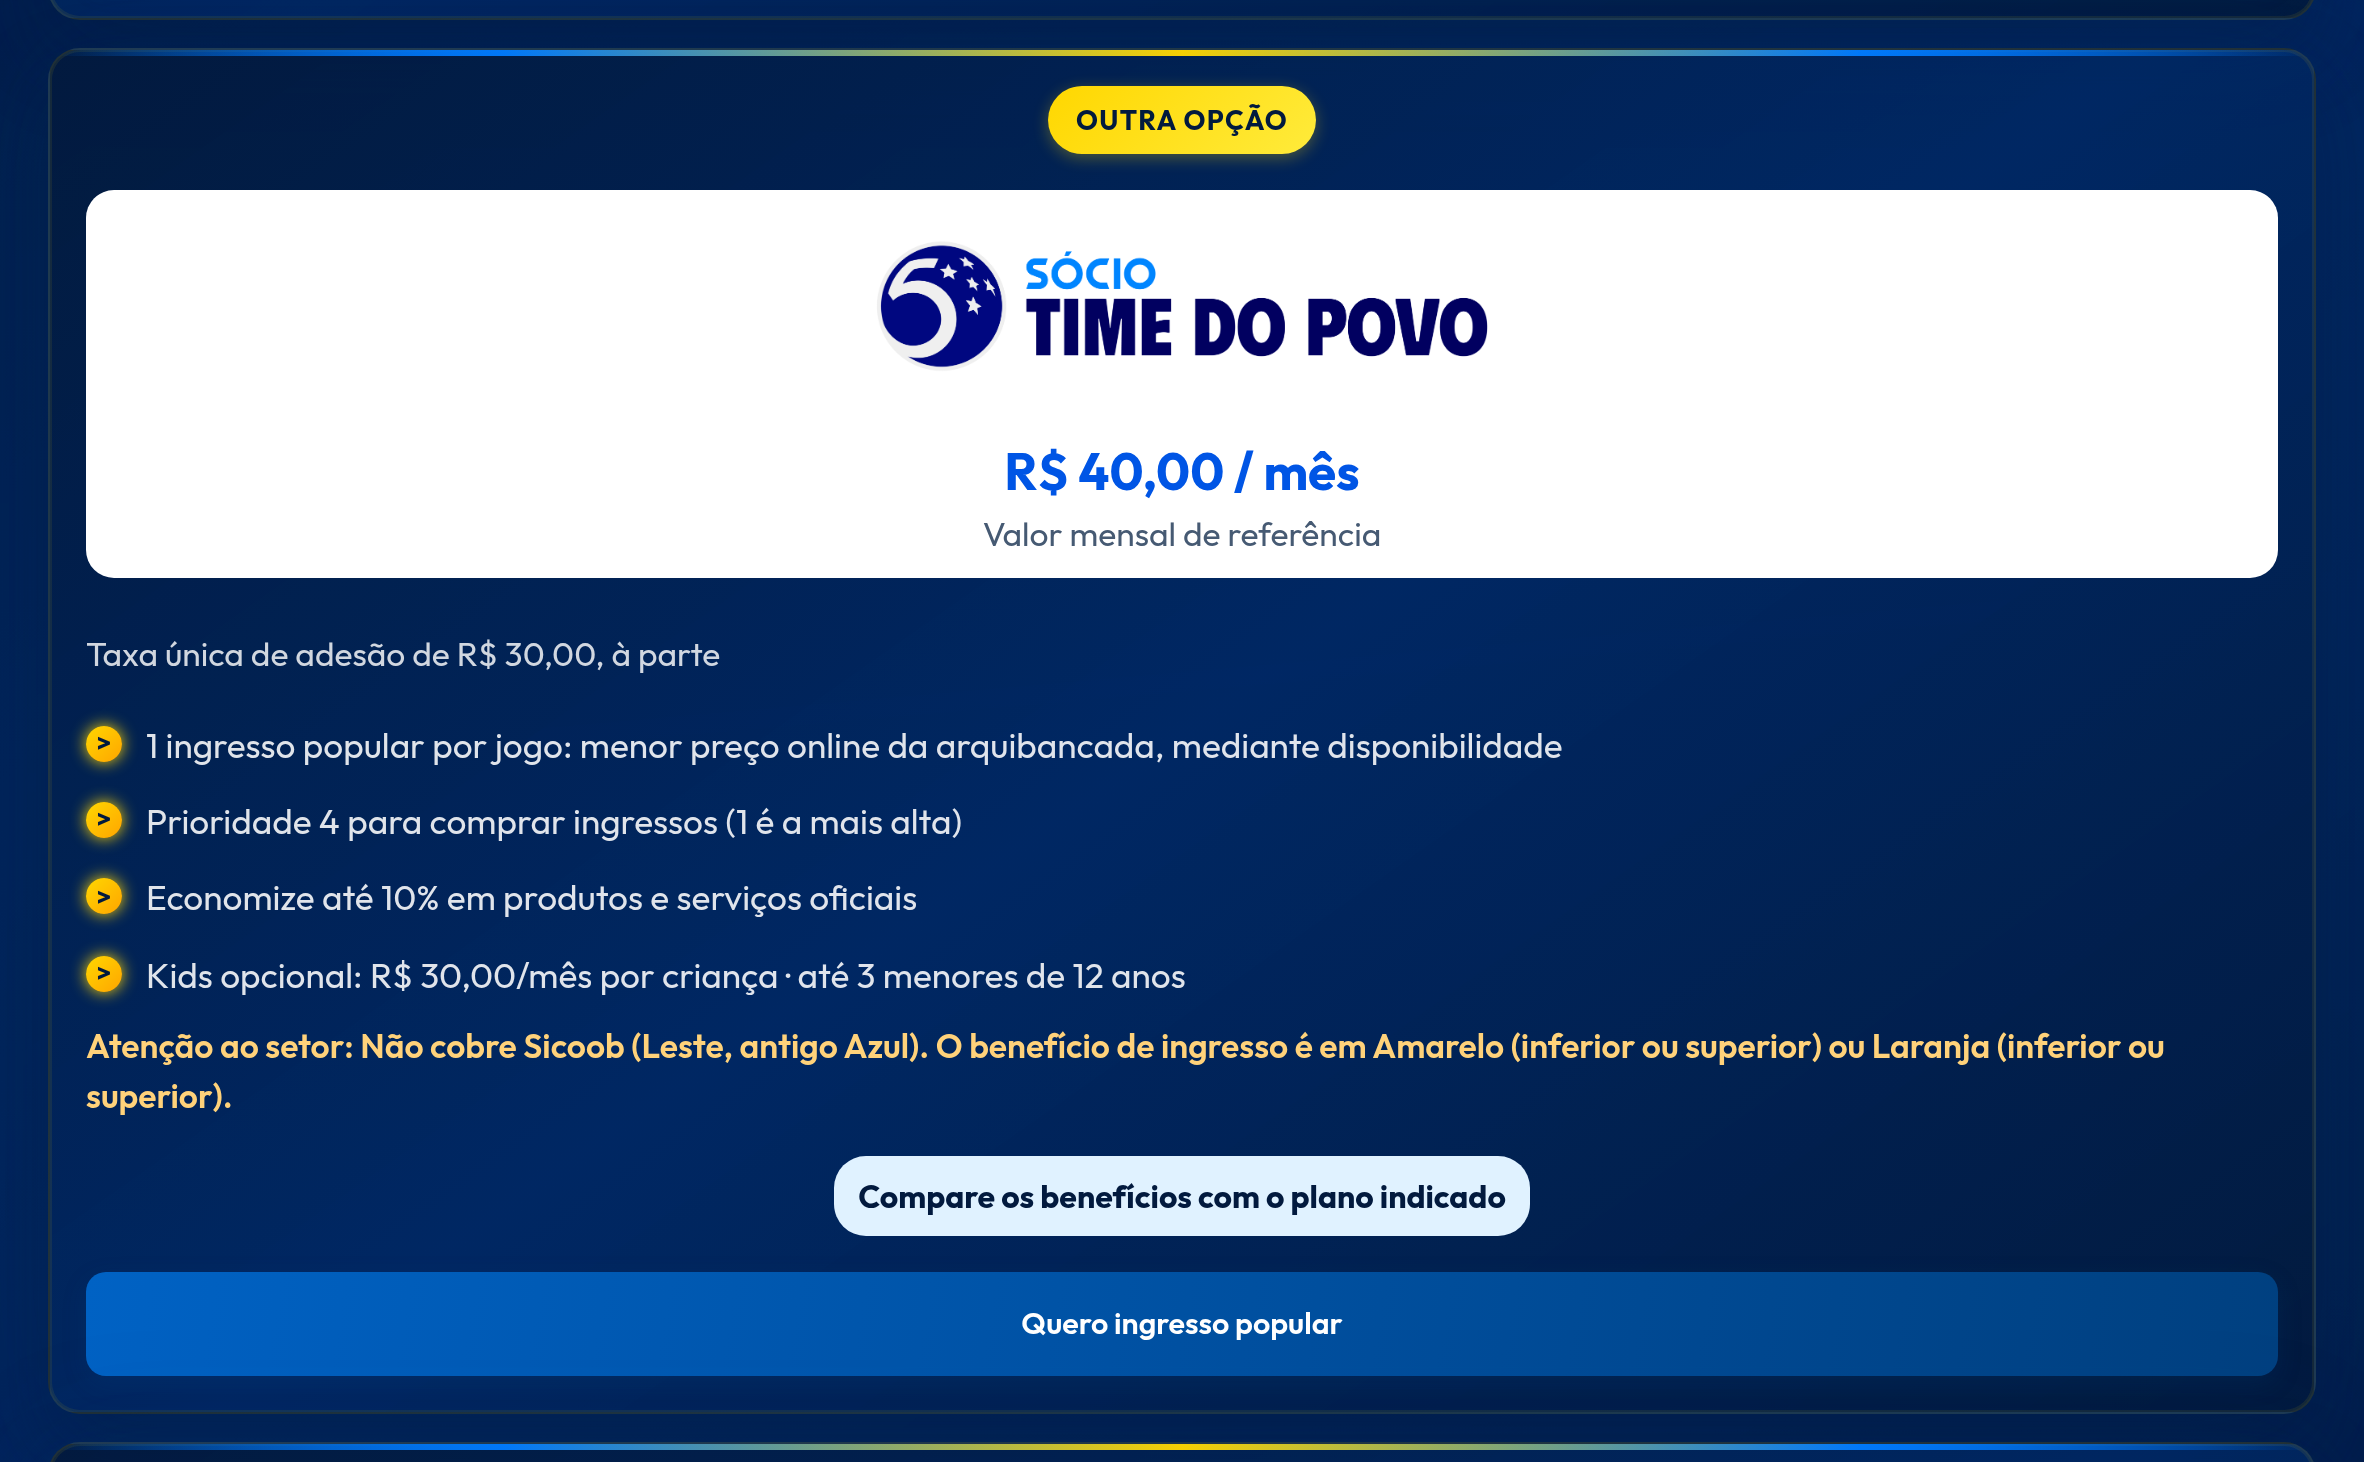 OUTRA OPÇÃO
SÓCIO
TIME DO POVO
R$ 40,00 / mês
Valor mensal de referência
Taxa única de adesão de R$ 30,00, à parte
> 1 ingresso popular por jogo: menor preço online da arquibancada, mediante disponibilidade
> Prioridade 4 para comprar ingressos (1 é a mais alta)
> Economize até 10% em produtos e serviços oficiais
> Kids opcional: R$ 30,00/mês por criança · até 3 menores de 12 anos
Atenção ao setor: Não cobre Sicoob (Leste, antigo Azul). O benefício de ingresso é em Amarelo (inferior ou superior) ou Laranja (inferior ou
superior).
Compare os benefícios com o plano indicado
Quero ingresso popular